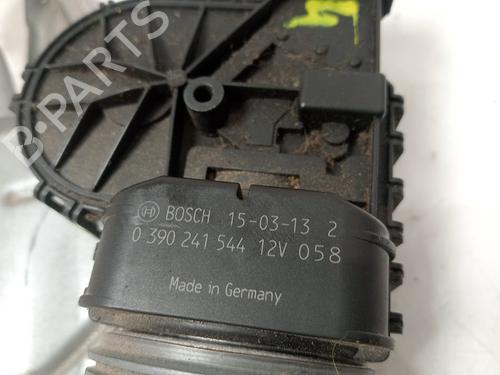 BOSCH 15-03-13 2
0 390 241 544 12V 058
Made in Germany
B-PARTS